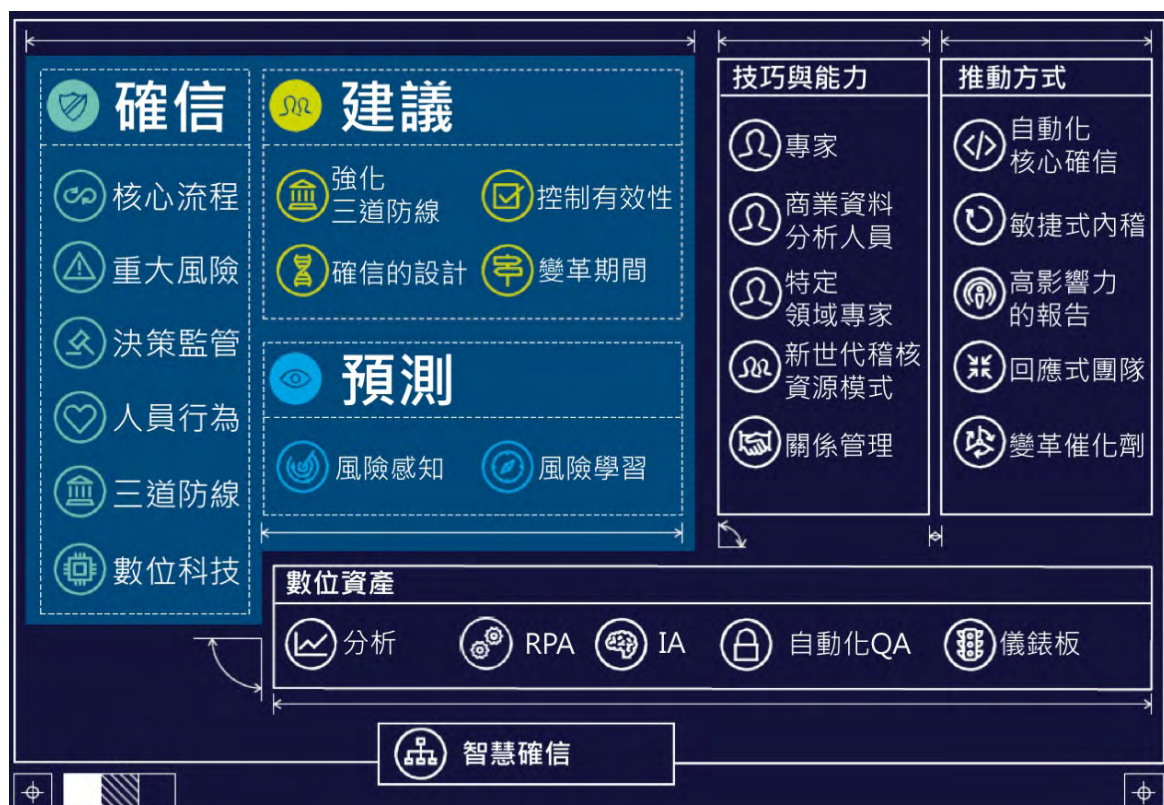 確信
核心流程
重大風險
決策監管
人員行為
三道防線
數位科技
建議
強化
三道防線
控制有效性
確信的設計
變革期間
預測
風險感知
風險學習
技巧與能力
專家
商業資料
分析人員
特定
領域專家
新世代稽核
資源模式
關係管理
推動方式
自動化
核心確信
敏捷式內稽
高影響力
的報告
回應式團隊
變革催化劑
數位資產
分析
RPA
IA
自動化QA
儀錶板
智慧確信